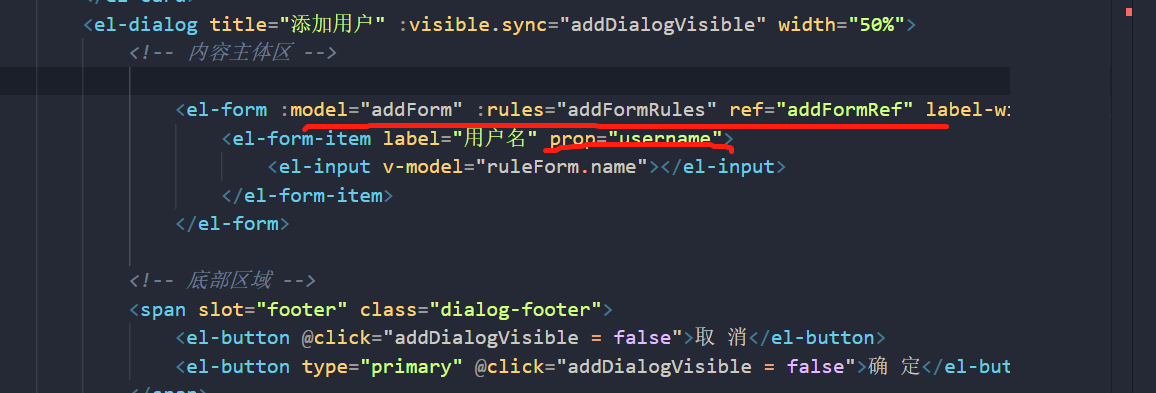 </el-card>
<el-dialog title="添加用户" :visible.sync="addDialogVisible" width="50%">
<!-- 内容主体区 -->
<el-form :model="addForm" :rules="addFormRules" ref="addFormRef" label-wi
<el-form-item label="用户名" prop="username">
<el-input v-model="ruleForm.name"></el-input>
</el-form-item>
</el-form>
<!-- 底部区域 -->
<span slot="footer" class="dialog-footer">
<el-button @click="addDialogVisible = false">取 消</el-button>
<el-button type="primary" @click="addDialogVisible = false">确 定</el-but
</span>